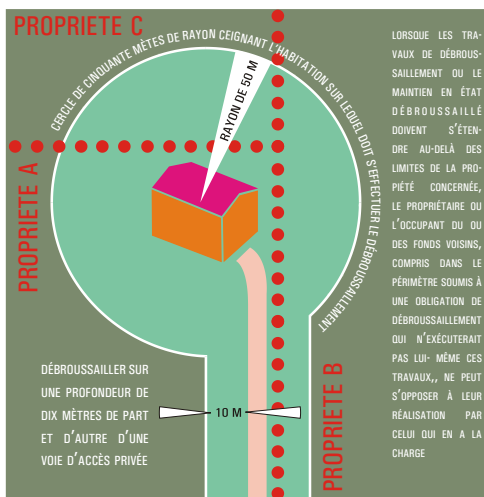 PROPRIETE C
CERCLE DE CINQUANTE MÈTES DE RAYON CEIGNANT L'HABITATION SUR LEQUEL DOIT S'EFFECTUER LE DÉBROUSSAILLEMENT
RAYON DE 50 M
PROPRIETE A
DÉBROUSSAILLER SUR
UNE PROFONDEUR DE
DIX MÈTRES DE PART
ET D'AUTRE D'UNE
VOIE D'ACCÈS PRIVÉE
10 M
PROPRIETE B
LORSQUE LES TRA-
VAUX DE DÉBROUS-
SAILLEMENT OU LE
MAINTIEN EN ÉTAT
DÉBROUSSAILLÉ
DOIVENT S'ÉTEN-
DRE AU-DELÀ DES
LIMITES DE LA PRO-
PIÉTÉ CONCERNÉE,
LE PROPRIÉTAIRE OU
L'OCCUPANT DU OU
DES FONDS VOISINS,
COMPRIS DANS LE
PÉRIMÈTRE SOUMIS À
UNE OBLIGATION DE
DÉBROUSSAILLEMENT
QUI N'EXÉCUTERAIT
PAS LUI- MÊME CES
TRAVAUX,, NE PEUT
S'OPPOSER À LEUR
RÉALISATION PAR
CELUI QUI EN A LA
CHARGE